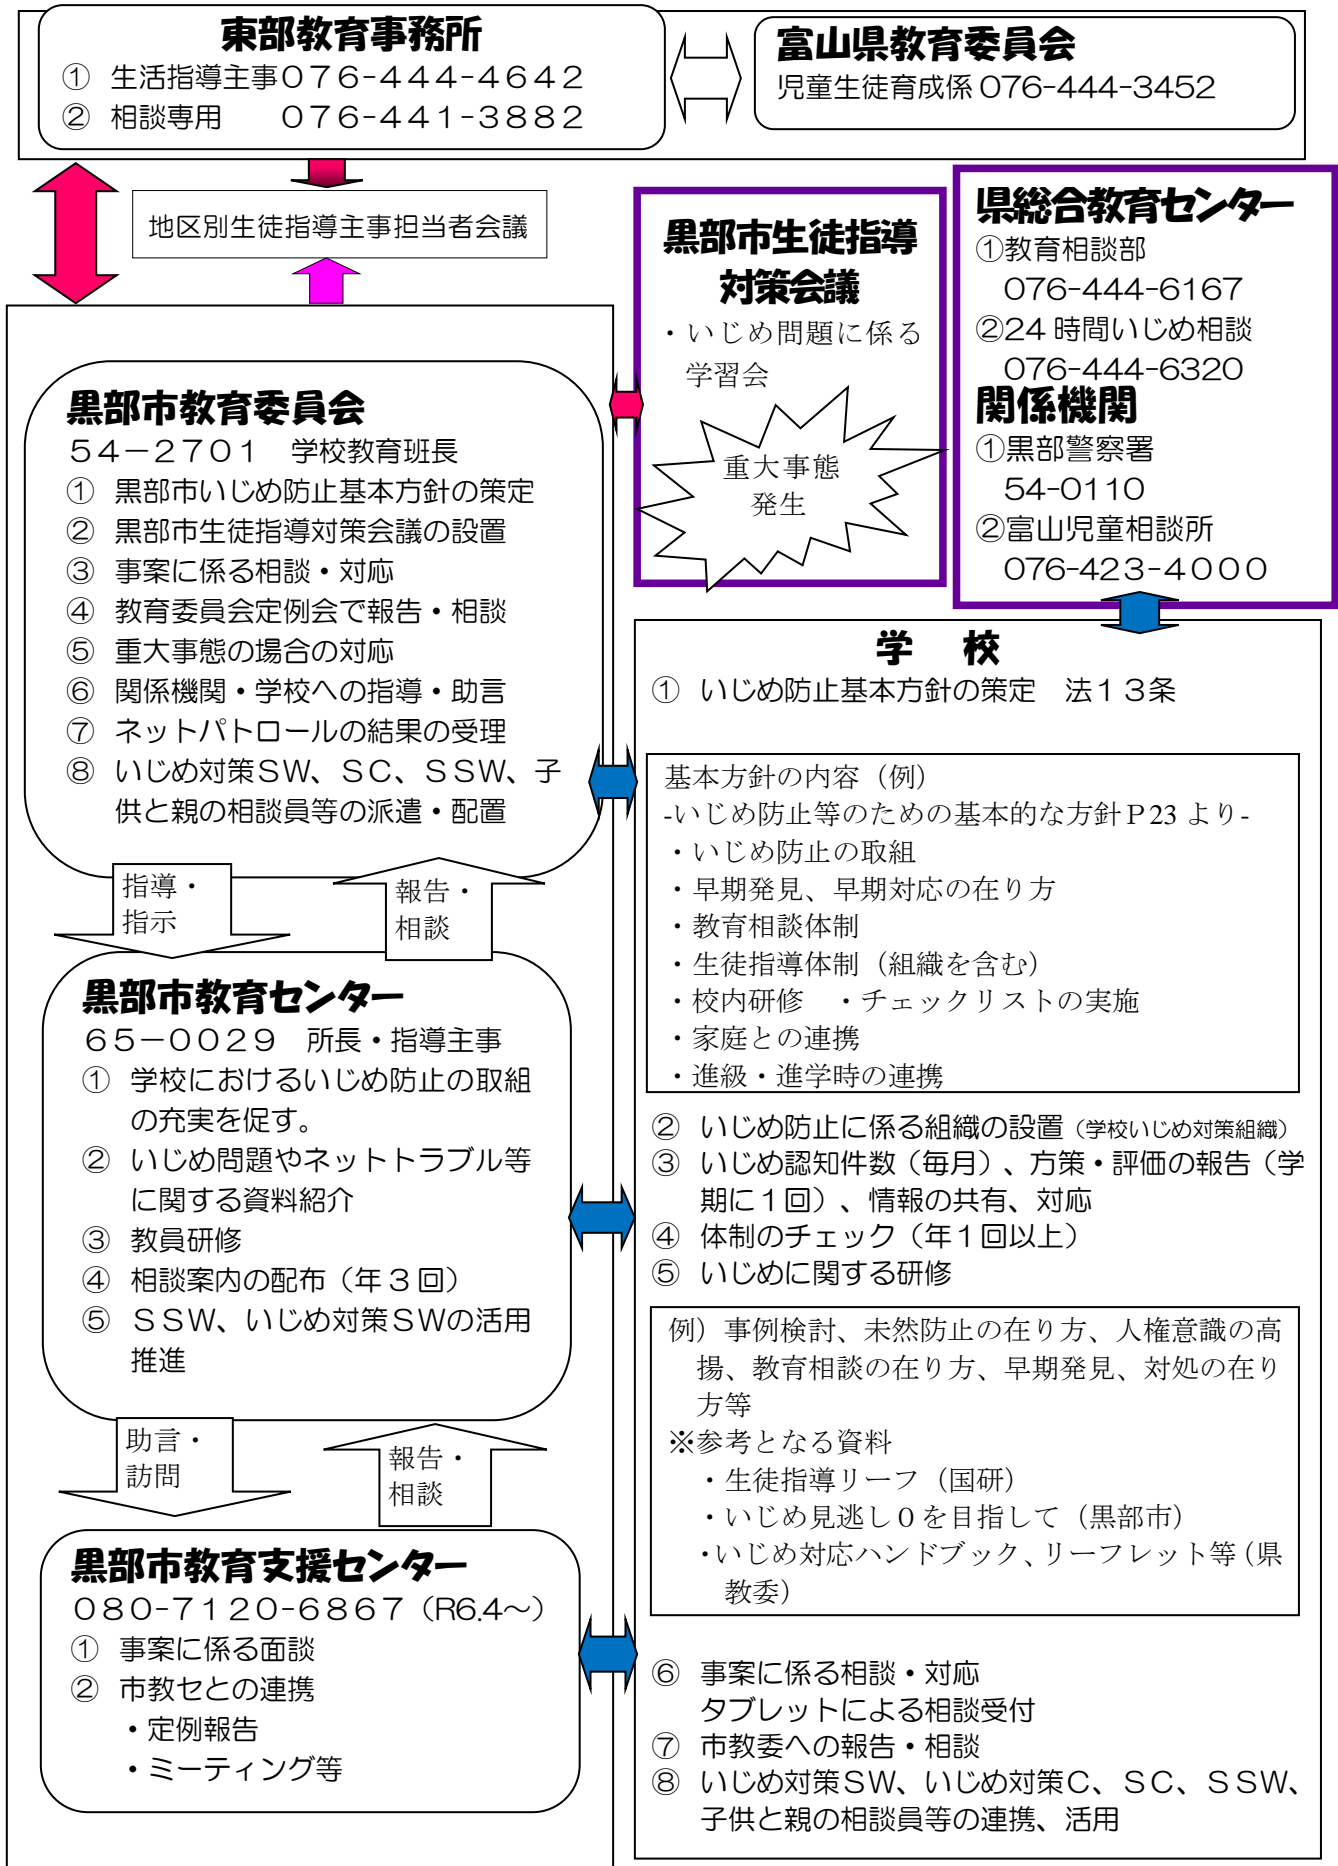 東部教育事務所
① 生活指導主事０７６-４４４-４６４２
② 相談専用　　０７６-４４１-３８８２
富山県教育委員会
児童生徒育成係 076-444-3452
地区別生徒指導主事担当者会議
黒部市生徒指導
対策会議
・いじめ問題に係る
学習会
重大事態
発生
県総合教育センター
①教育相談部
076-444-6167
②24 時間いじめ相談
076-444-6320
関係機関
①黒部警察署
54-0110
②富山児童相談所
076-423-4000
黒部市教育委員会
５４－２７０１　学校教育班長
① 黒部市いじめ防止基本方針の策定
② 黒部市生徒指導対策会議の設置
③ 事案に係る相談・対応
④ 教育委員会定例会で報告・相談
⑤ 重大事態の場合の対応
⑥ 関係機関・学校への指導・助言
⑦ ネットパトロールの結果の受理
⑧ いじめ対策ＳＷ、ＳＣ、ＳＳＷ、子
供と親の相談員等の派遣・配置
指導・
指示
報告・
相談
黒部市教育センター
６５－００２９　所長・指導主事
① 学校におけるいじめ防止の取組
の充実を促す。
② いじめ問題やネットトラブル等
に関する資料紹介
③ 教員研修
④ 相談案内の配布（年３回）
⑤ ＳＳＷ、いじめ対策ＳＷの活用
推進
助言・
訪問
報告・
相談
黒部市教育支援センター
０８０-７１２０-６８６７（R6.4～）
① 事案に係る面談
② 市教セとの連携
・定例報告
・ミーティング等
学　校
① いじめ防止基本方針の策定　法１３条
基本方針の内容（例）
-いじめ防止等のための基本的な方針Ｐ23 より-
・いじめ防止の取組
・早期発見、早期対応の在り方
・教育相談体制
・生徒指導体制（組織を含む）
・校内研修　・チェックリストの実施
・家庭との連携
・進級・進学時の連携
② いじめ防止に係る組織の設置（学校いじめ対策組織）
③ いじめ認知件数（毎月）、方策・評価の報告（学
期に１回）、情報の共有、対応
④ 体制のチェック（年１回以上）
⑤ いじめに関する研修
例）事例検討、未然防止の在り方、人権意識の高
揚、教育相談の在り方、早期発見、対処の在り
方等
※参考となる資料
・生徒指導リーフ（国研）
・いじめ見逃し０を目指して（黒部市）
・いじめ対応ハンドブック、リーフレット等（県
教委）
⑥ 事案に係る相談・対応
タブレットによる相談受付
⑦ 市教委への報告・相談
⑧ いじめ対策ＳＷ、いじめ対策Ｃ、ＳＣ、ＳＳＷ、
子供と親の相談員等の連携、活用